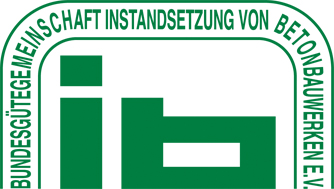 BUNDESGÜTEGEMEINSCHAFT INSTANDSETZUNG VON BETONBAUWERKEN E.V.
ib